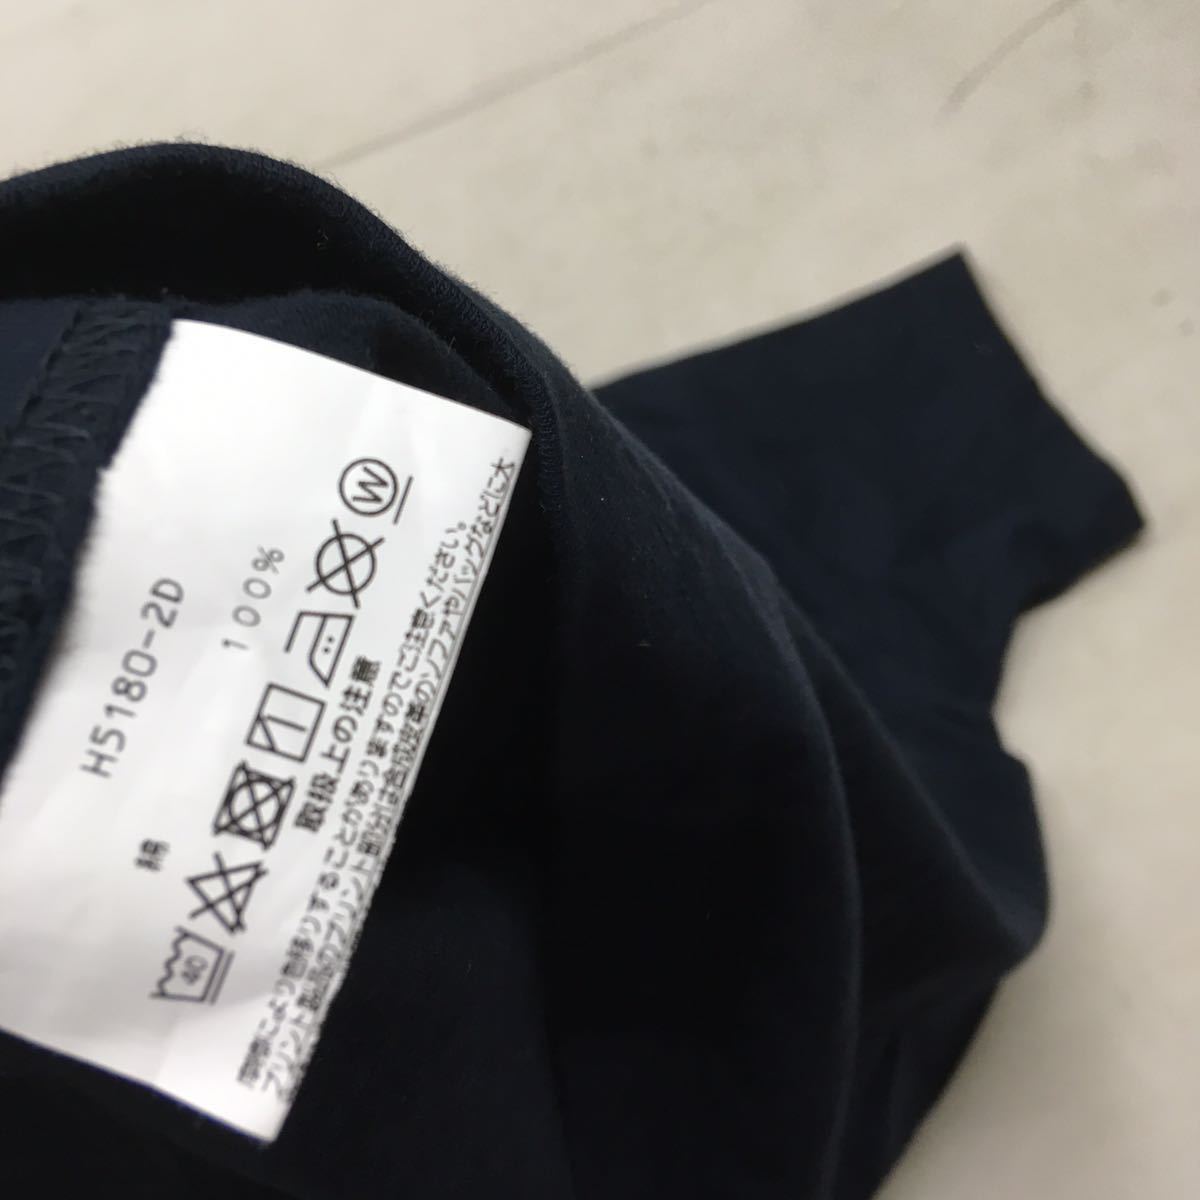 H5180-2D
綿 100%
40
W
取扱上の注意
により色移りすることがありますのでご注意ください。
プリント製品のプリント部分は合成皮革のソファやバッグなどに